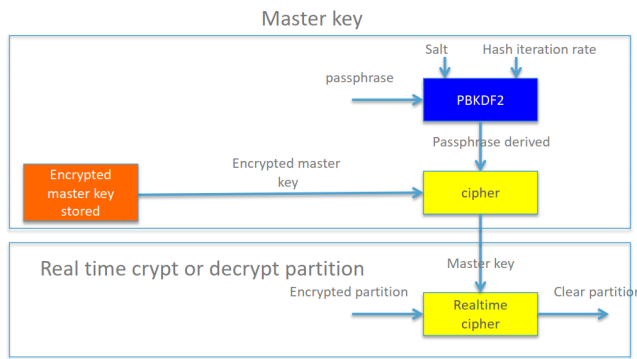 Master key
Salt
Hash iteration rate
passphrase
PBKDF2
Passphrase derived
Encrypted master
key
Encrypted
master key
stored
cipher
Master key
Real time crypt or decrypt partition
Encrypted partition
Realtime
cipher
Clear partition